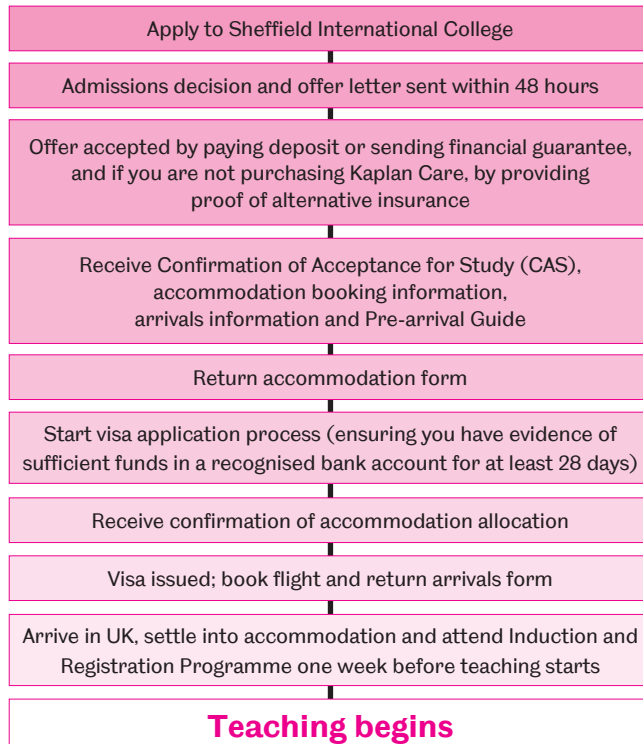 Apply to Sheffield International College
Admissions decision and offer letter sent within 48 hours
Offer accepted by paying deposit or sending financial guarantee,
and if you are not purchasing Kaplan Care, by providing
proof of alternative insurance
Receive Confirmation of Acceptance for Study (CAS),
accommodation booking information,
arrivals information and Pre-arrival Guide
Return accommodation form
Start visa application process (ensuring you have evidence of
sufficient funds in a recognised bank account for at least 28 days)
Receive confirmation of accommodation allocation
Visa issued; book flight and return arrivals form
Arrive in UK, settle into accommodation and attend Induction and
Registration Programme one week before teaching starts
Teaching begins